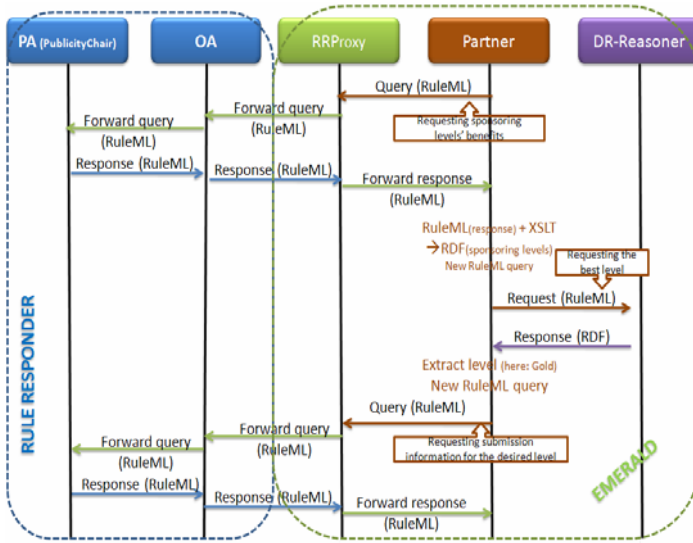 PA (PublicityChair)
OA
RRProxy
Partner
DR-Reasoner
Query (RuleML)
Forward query
(RuleML)
Requesting sponsoring
levels' benefits
Forward query
(RuleML)
Response (RuleML)
Response (RuleML)
Forward response
(RuleML)
RuleML(response) + XSLT
→RDF(sponsoring levels)
New RuleML query
Requesting the
best level
Request (RuleML)
Response (RDF)
Extract level (here: Gold)
New RuleML query
Query (RuleML)
Forward query
(RuleML)
Requesting submission
information for the desired level
Forward query
(RuleML)
Response (RuleML)
Response (RuleML)
Forward response
(RuleML)
RULE RESPONDER
EMERALD